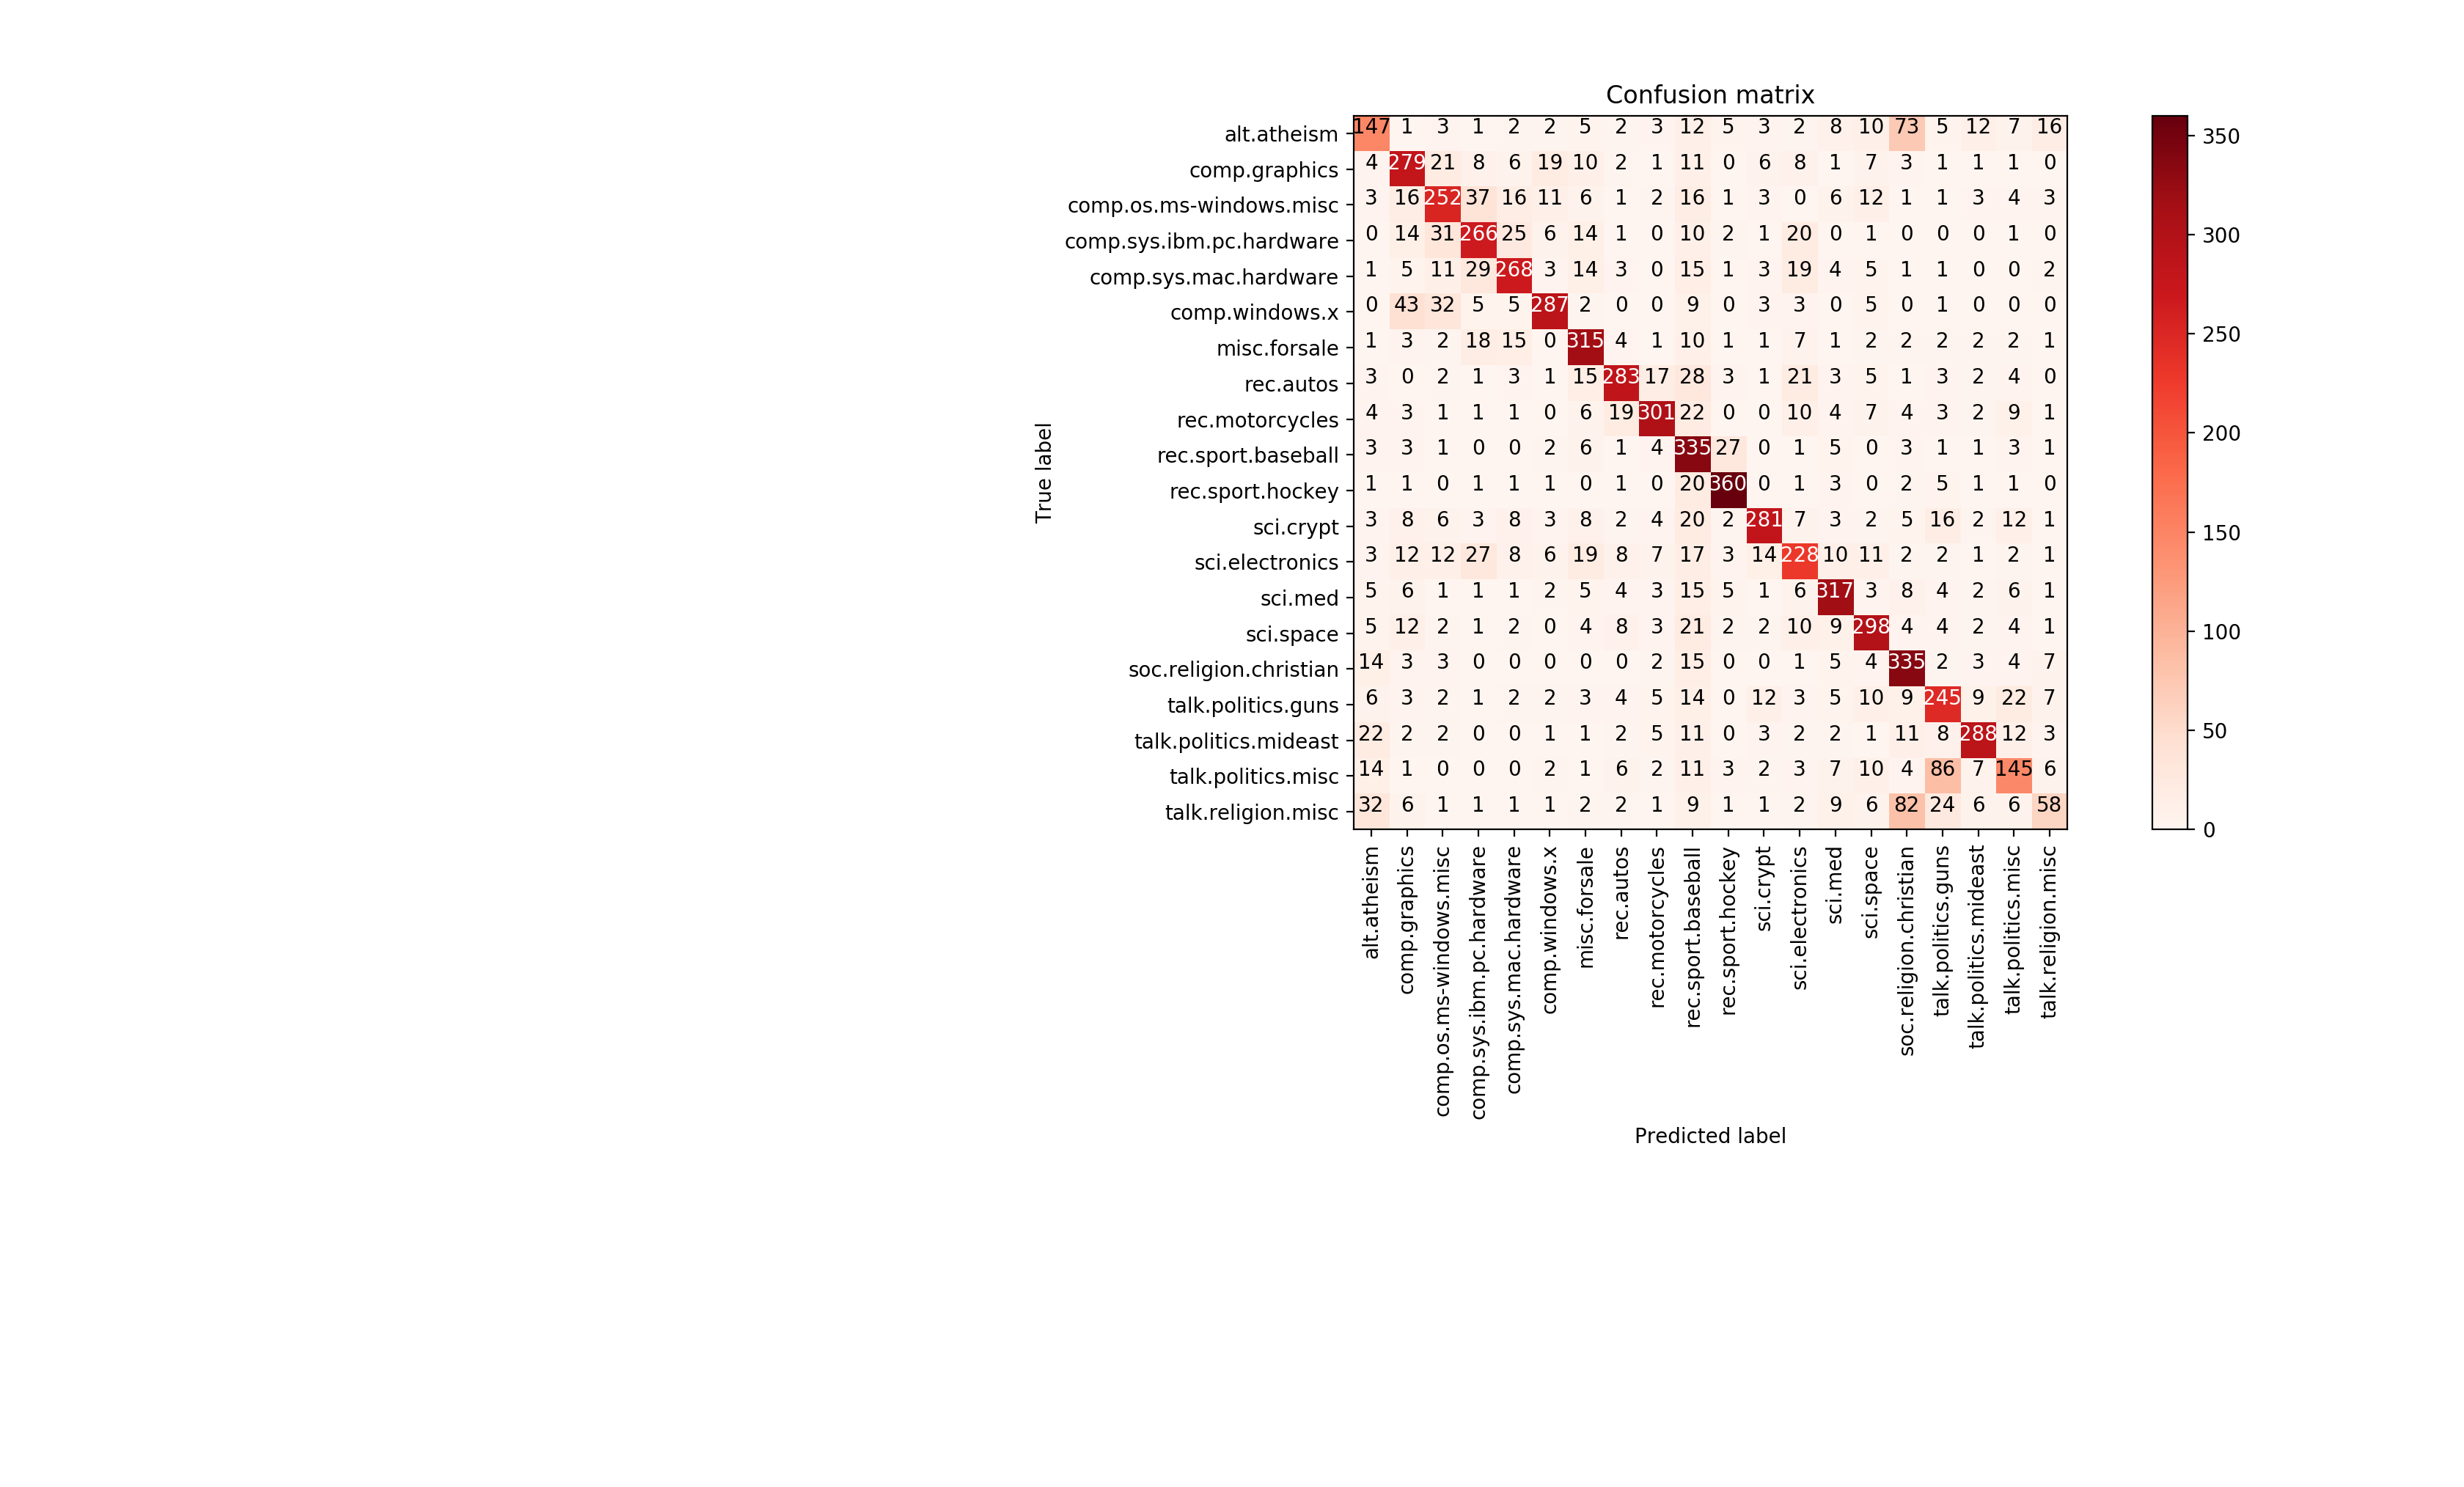 Confusion matrix
alt.atheism 147 1 3 1 2 2 5 2 3 12 5 3 2 8 10 73 5 12 7 16
comp.graphics 4 279 21 8 6 19 10 2 1 11 0 6 8 1 7 3 1 1 1 0
comp.os.ms-windows.misc 3 16 252 37 16 11 6 1 2 16 1 3 0 6 12 1 1 3 4 3
comp.sys.ibm.pc.hardware 0 14 31 266 25 6 14 1 0 10 2 1 20 0 1 0 0 0 1 0
comp.sys.mac.hardware 1 5 11 29 268 3 14 3 0 15 1 3 19 4 5 1 1 0 0 2
comp.windows.x 0 43 32 5 5 287 2 0 0 9 0 3 3 0 5 0 1 0 0 0
misc.forsale 1 3 2 18 15 0 315 4 1 10 1 1 7 1 2 2 2 2 2 1
rec.autos 3 0 2 1 3 1 15 283 17 28 3 1 21 3 5 1 3 2 4 0
rec.motorcycles 4 3 1 1 1 0 6 19 301 22 0 0 10 4 7 4 3 2 9 1
rec.sport.baseball 3 3 1 0 0 2 6 1 4 335 27 0 1 5 0 3 1 1 3 1
rec.sport.hockey 1 1 0 1 1 1 0 1 0 20 360 0 1 3 0 2 5 1 1 0
sci.crypt 3 8 6 3 8 3 8 2 4 20 2 281 7 3 2 5 16 2 12 1
sci.electronics 3 12 12 27 8 6 19 8 7 17 3 14 228 10 11 2 2 1 2 1
sci.med 5 6 1 1 1 2 5 4 3 15 5 1 6 317 3 8 4 2 6 1
sci.space 5 12 2 1 2 0 4 8 3 21 2 2 10 9 298 4 4 2 4 1
soc.religion.christian 14 3 3 0 0 0 0 0 2 15 0 0 1 5 4 335 2 3 4 7
talk.politics.guns 6 3 2 1 2 2 3 4 5 14 0 12 3 5 10 9 245 9 22 7
talk.politics.mideast 22 2 2 0 0 1 1 2 5 11 0 3 2 2 1 11 8 288 12 3
talk.politics.misc 14 1 0 0 0 2 1 6 2 11 3 2 3 7 10 4 86 7 145 6
talk.religion.misc 32 6 1 1 1 1 2 2 1 9 1 1 2 9 6 82 24 6 6 58
True label
alt.atheism
comp.graphics
comp.os.ms-windows.misc
comp.sys.ibm.pc.hardware
comp.sys.mac.hardware
comp.windows.x
misc.forsale
rec.autos
rec.motorcycles
rec.sport.baseball
rec.sport.hockey
sci.crypt
sci.electronics
sci.med
sci.space
soc.religion.christian
talk.politics.guns
talk.politics.mideast
talk.politics.misc
talk.religion.misc
Predicted label
350
300
250
200
150
100
50
0